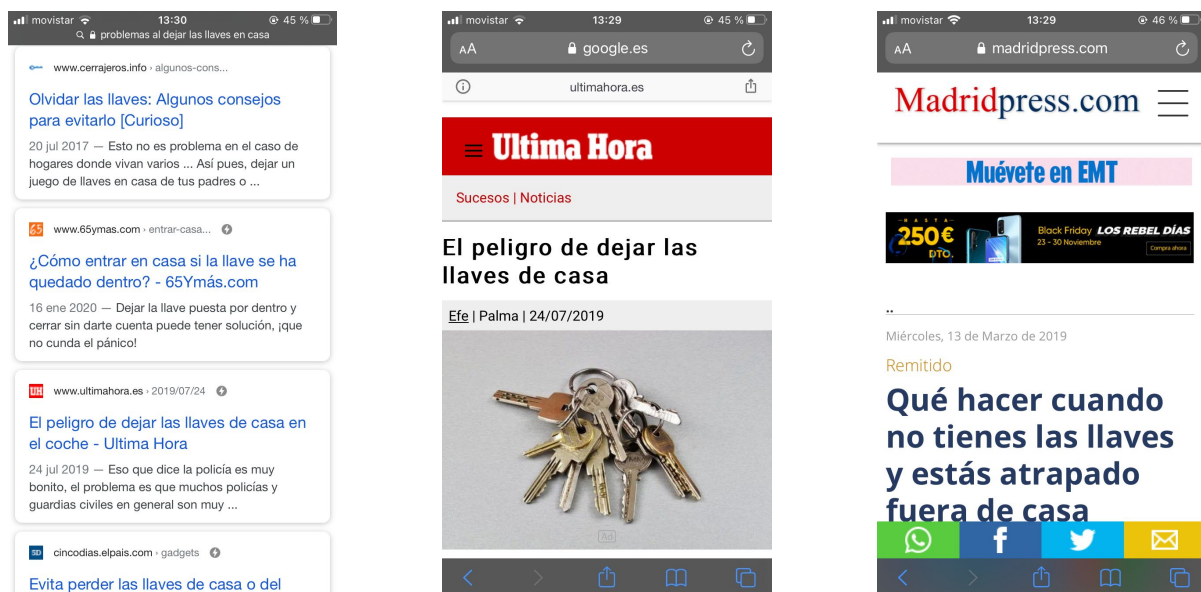 movistar 13:30 45 %
problemas al dejar las llaves en casa
www.cerrajeros.info › algunos-cons...
Olvidar las llaves: Algunos consejos
para evitarlo [Curioso]
20 jul 2017 — Esto no es problema en el caso de
hogares donde vivan varios ... Así pues, dejar un
juego de llaves en casa de tus padres o ...
65 www.65ymas.com › entrar-casa...
¿Cómo entrar en casa si la llave se ha
quedado dentro? - 65Ymás.com
16 ene 2020 — Dejar la llave puesta por dentro y
cerrar sin darte cuenta puede tener solución, ¡que
no cunda el pánico!
UH www.ultimahora.es › 2019/07/24
El peligro de dejar las llaves de casa en
el coche - Ultima Hora
24 jul 2019 — Eso que dice la policía es muy
bonito, el problema es que muchos policías y
guardias civiles en general son muy ...
5D cincodias.elpais.com › gadgets
Evita perder las llaves de casa o del
movistar 13:29 45 %
AA google.es
ultimahora.es
Ultima Hora
Sucesos | Noticias
El peligro de dejar las
llaves de casa
Efe | Palma | 24/07/2019
Ad
movistar 13:29 46 %
AA madridpress.com
Madridpress.com
Muévete en EMT
HASTA
250€
DTO.
Black Friday LOS REBEL DÍAS
23 - 30 Noviembre
Compra ahora
..
Miércoles, 13 de Marzo de 2019
Remitido
Qué hacer cuando
no tienes las llaves
y estás atrapado
fuera de casa